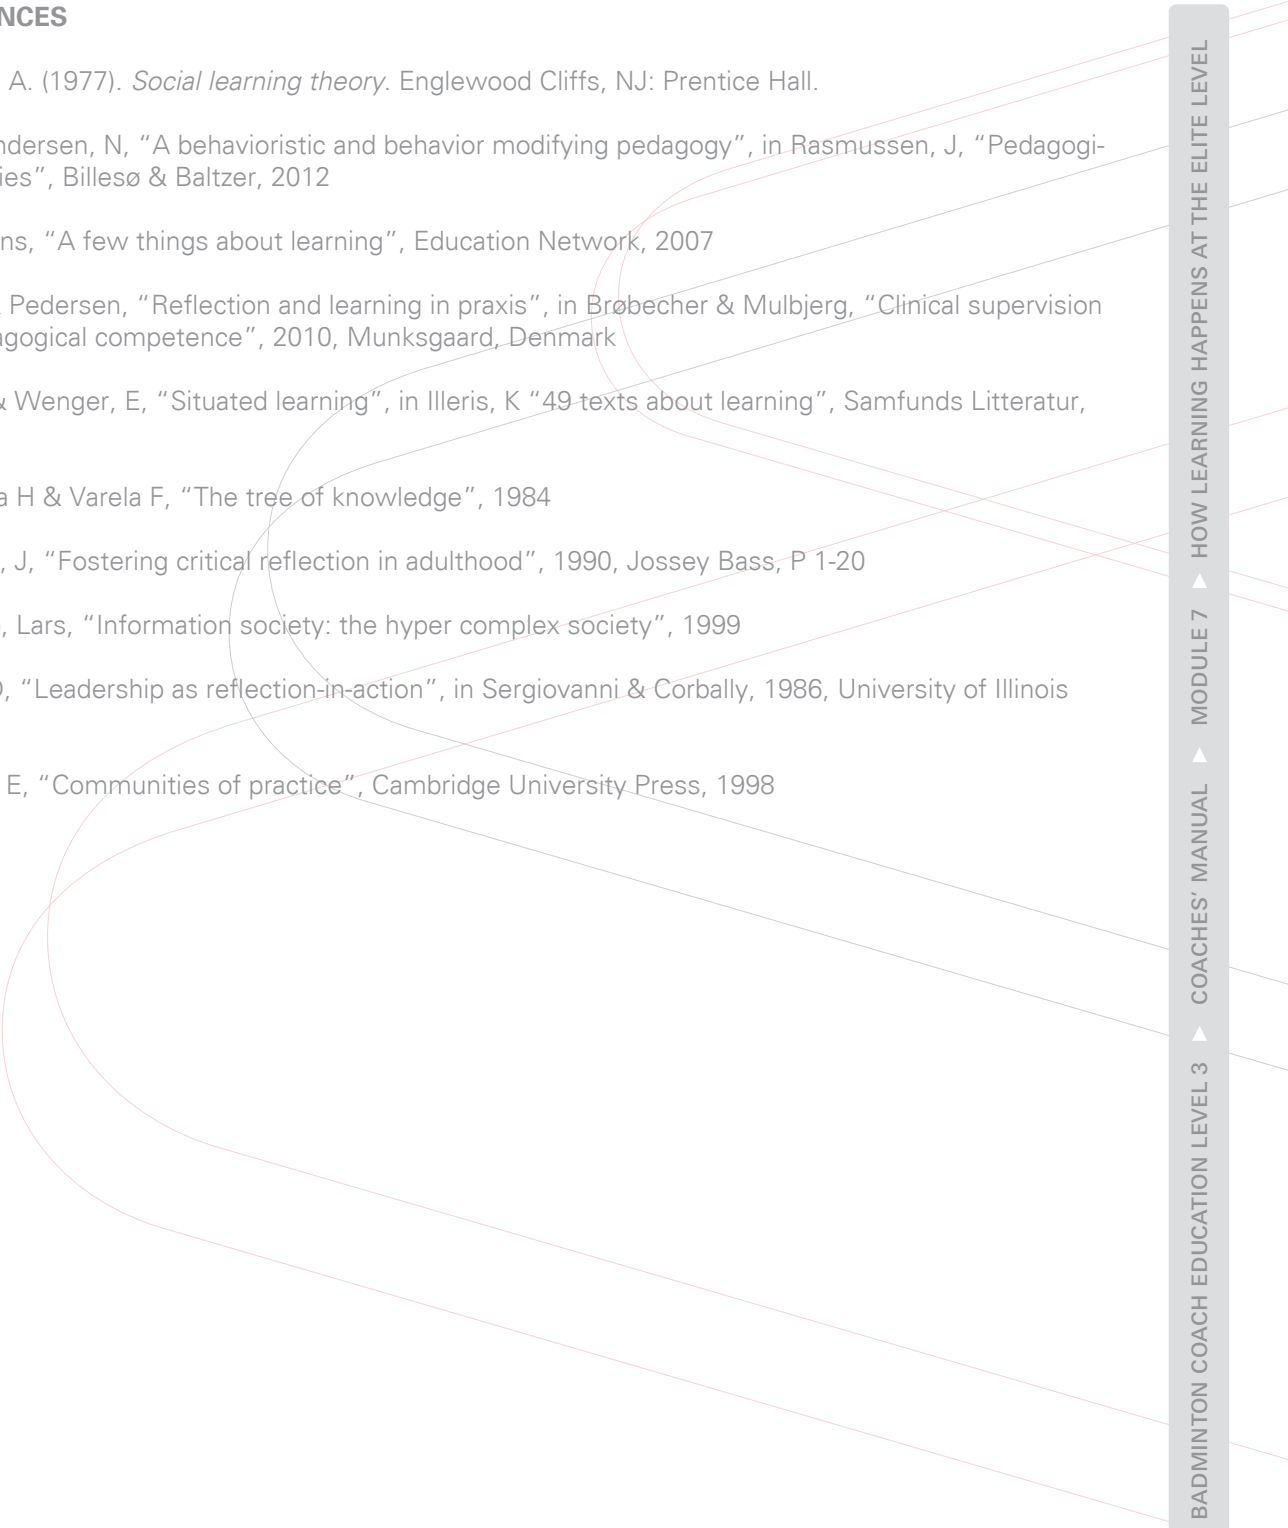 NCES
A. (1977). Social learning theory. Englewood Cliffs, NJ: Prentice Hall.
ndersen, N, “A behavioristic and behavior modifying pedagogy”, in Rasmussen, J, “Pedagogi-
ies”, Billesø & Baltzer, 2012
ns, “A few things about learning”, Education Network, 2007
Pedersen, “Reflection and learning in praxis”, in Brøbecher & Mulbjerg, “Clinical supervision
agogical competence”, 2010, Munksgaard, Denmark
& Wenger, E, “Situated learning”, in Illeris, K “49 texts about learning”, Samfunds Litteratur,
a H & Varela F, “The tree of knowledge”, 1984
, J, “Fostering critical reflection in adulthood”, 1990, Jossey Bass, P 1-20
, Lars, “Information society: the hyper complex society”, 1999
, “Leadership as reflection-in-action”, in Sergiovanni & Corbally, 1986, University of Illinois
E, “Communities of practice”, Cambridge University Press, 1998
BADMINTON COACH EDUCATION LEVEL 3 ▲ COACHES’ MANUAL ▲ MODULE 7 ▲ HOW LEARNING HAPPENS AT THE ELITE LEVEL